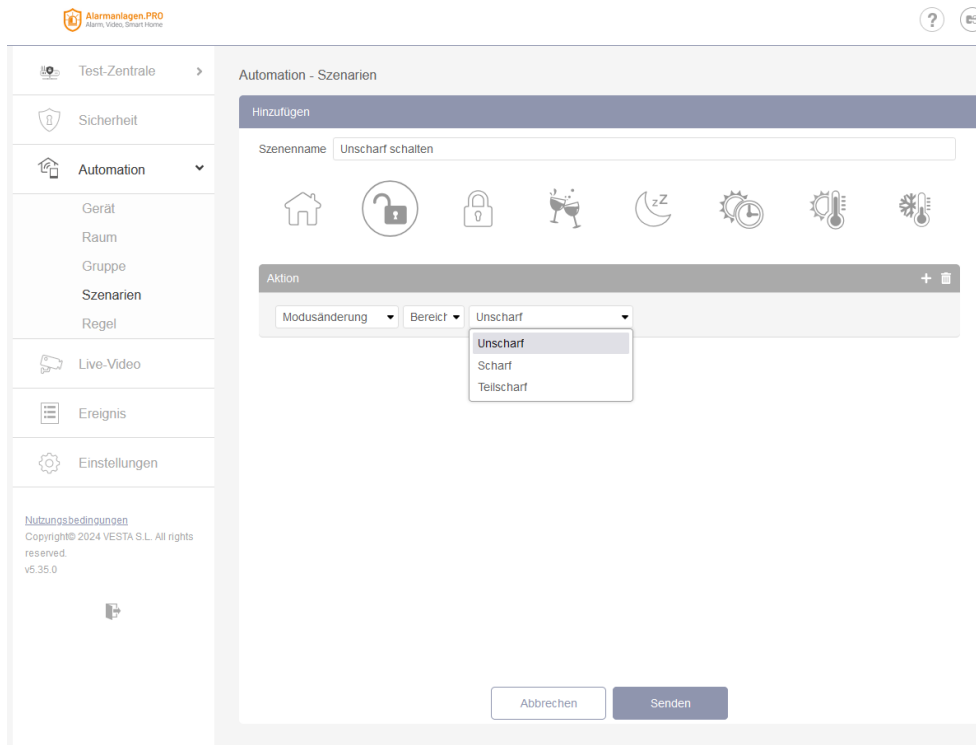 Alarmanlagen.PRO
Alarm, Video, Smart Home
?
Test-Zentrale
Sicherheit
Automation
Gerät
Raum
Gruppe
Szenarien
Regel
Live-Video
Ereignis
Einstellungen
Nutzungsbedingungen
Copyright© 2024 VESTA S.L. All rights
reserved.
v5.35.0
Automation - Szenarien
Hinzufügen
Szenenname Unscharf schalten
zZ
Aktion
Modusänderung Bereich Unscharf
Unscharf
Scharf
Teilscharf
Abbrechen Senden